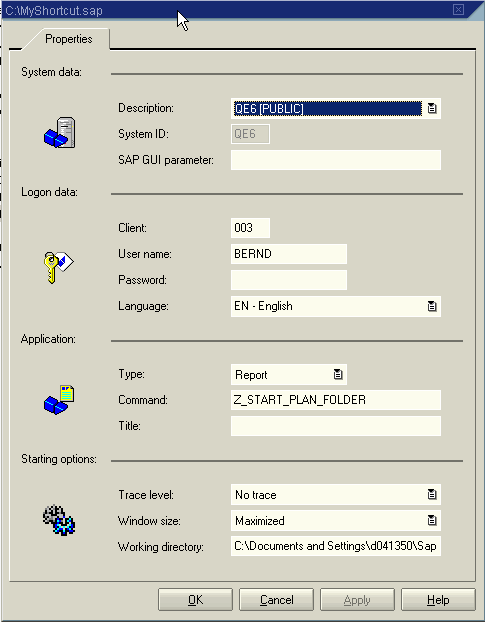 C:\MyShortcut.sap
Properties
System data:
Description: QE6 [PUBLIC]
System ID: QE6
SAP GUI parameter:
Logon data:
Client: 003
User name: BERND
Password:
Language: EN - English
Application:
Type: Report
Command: Z_START_PLAN_FOLDER
Title:
Starting options:
Trace level: No trace
Window size: Maximized
Working directory: C:\Documents and Settings\d041350\Sap
OK Cancel Apply Help